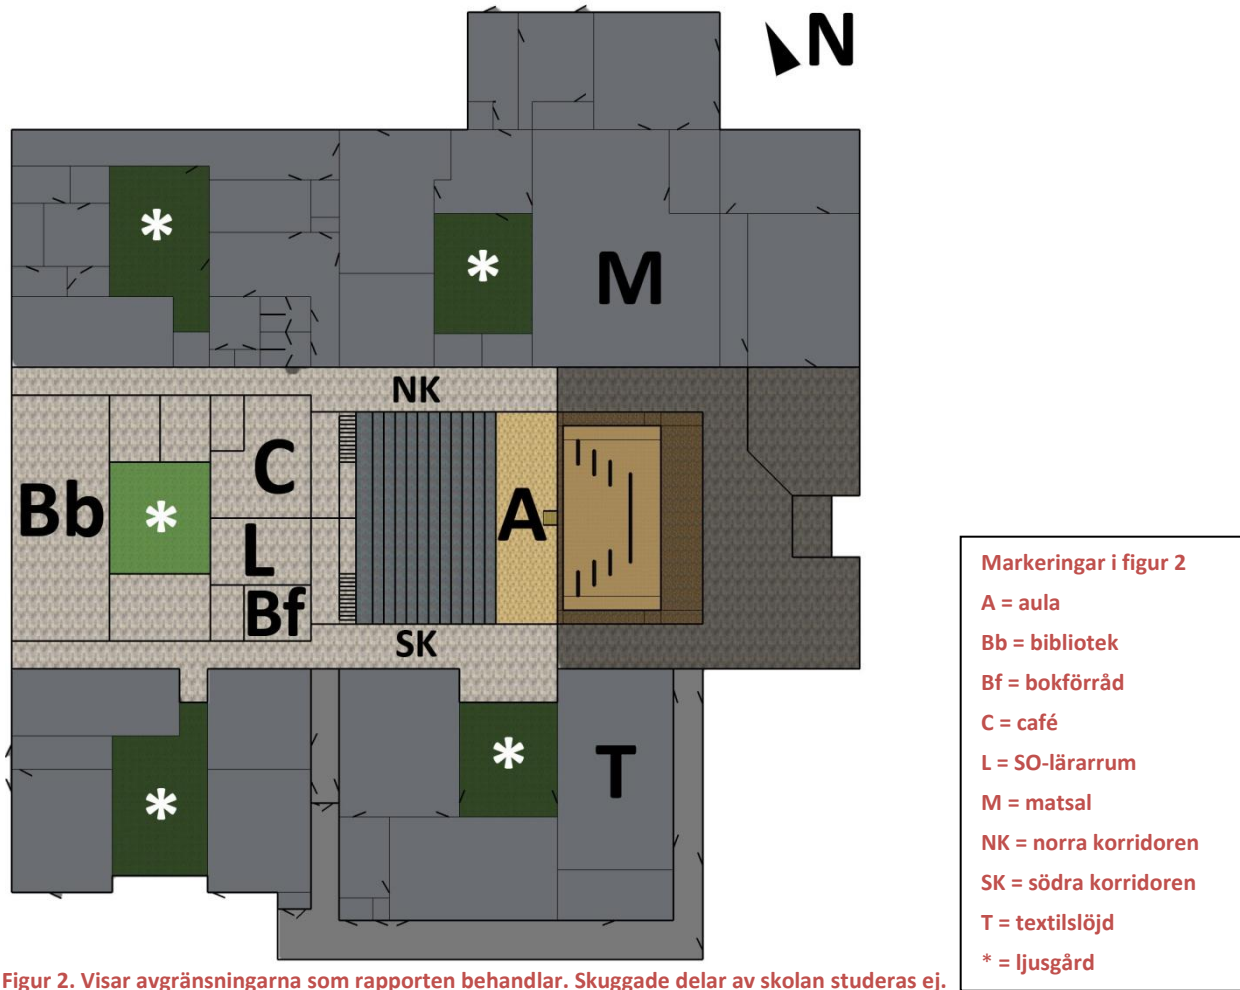 N
*
*
M
NK
C
Bb
*
A
L
Bf
SK
*
T
*
Markeringar i figur 2
A = aula
Bb = bibliotek
Bf = bokförråd
C = café
L = SO-lärarrum
M = matsal
NK = norra korridoren
SK = södra korridoren
T = textilslöjd
* = ljusgård
Figur 2. Visar avgränsningarna som rapporten behandlar. Skuggade delar av skolan studeras ej.